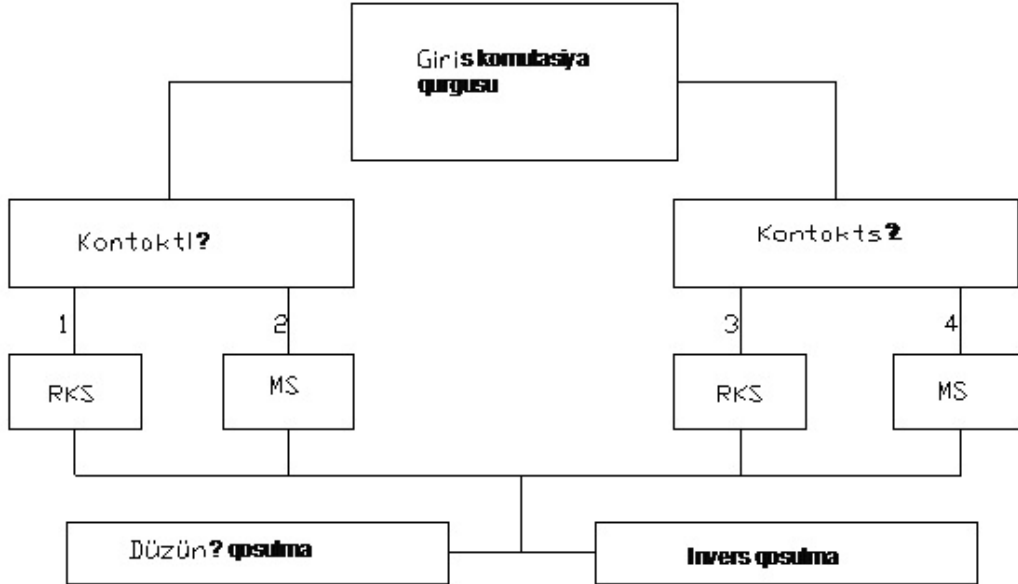 Giris komutasiya
qurgusu
Kontaktl?
Kontakts?
1
2
3
4
RKS
MS
RKS
MS
Düzün? qosulma
Invers qosulma